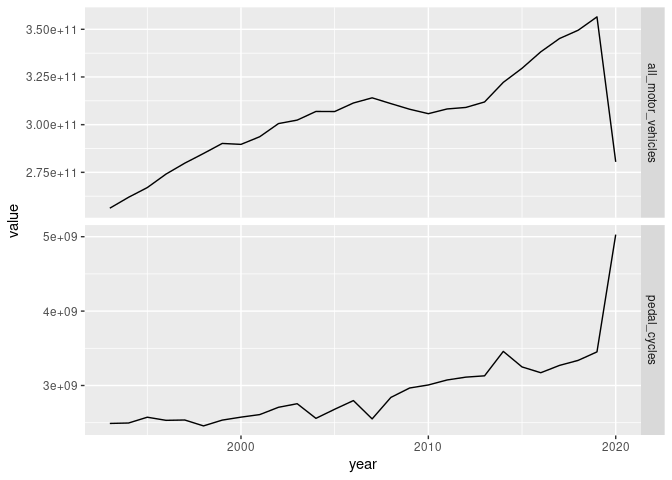 3.50e+11
3.25e+11
3.00e+11
2.75e+11
all_motor_vehicles
value
5e+09
4e+09
3e+09
pedal_cycles
2000
2010
2020
year